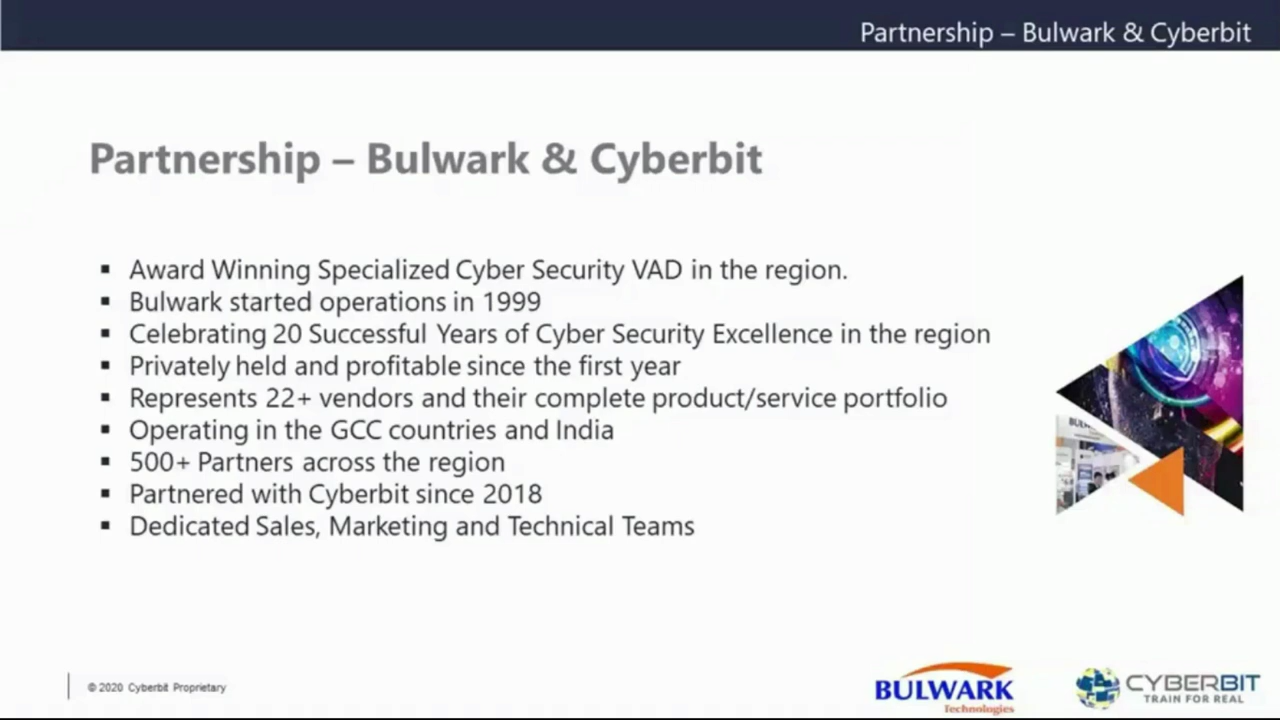 Partnership – Bulwark & Cyberbit
Partnership – Bulwark & Cyberbit
▪ Award Winning Specialized Cyber Security VAD in the region.
▪ Bulwark started operations in 1999
▪ Celebrating 20 Successful Years of Cyber Security Excellence in the region
▪ Privately held and profitable since the first year
▪ Represents 22+ vendors and their complete product/service portfolio
▪ Operating in the GCC countries and India
▪ 500+ Partners across the region
▪ Partnered with Cyberbit since 2018
▪ Dedicated Sales, Marketing and Technical Teams
© 2020 Cyberbit Proprietary
BULWARK
Technologies
CYBERBIT
TRAIN FOR REAL